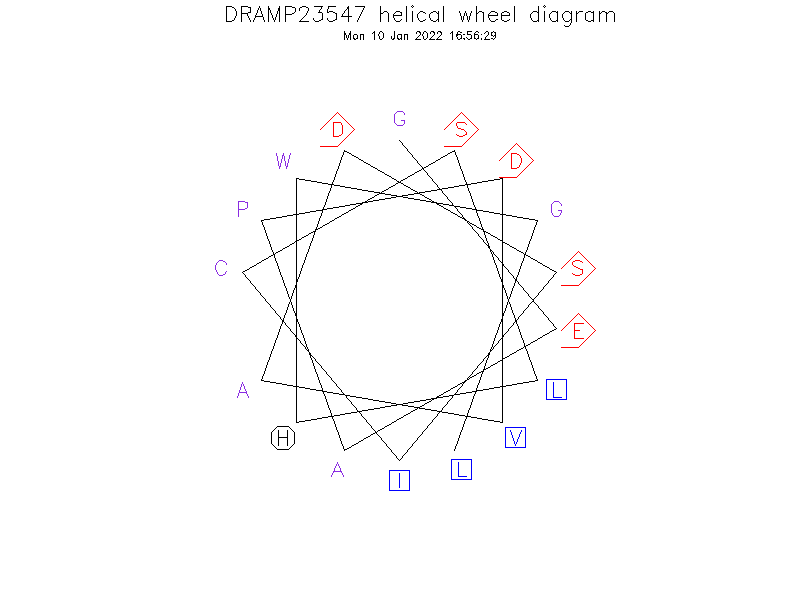 DRAMP23547 helical wheel diagram
Mon 10 Jan 2022 16:56:29
G
D
S
W
D
P
G
C
S
E
A
L
H
V
A
L
I